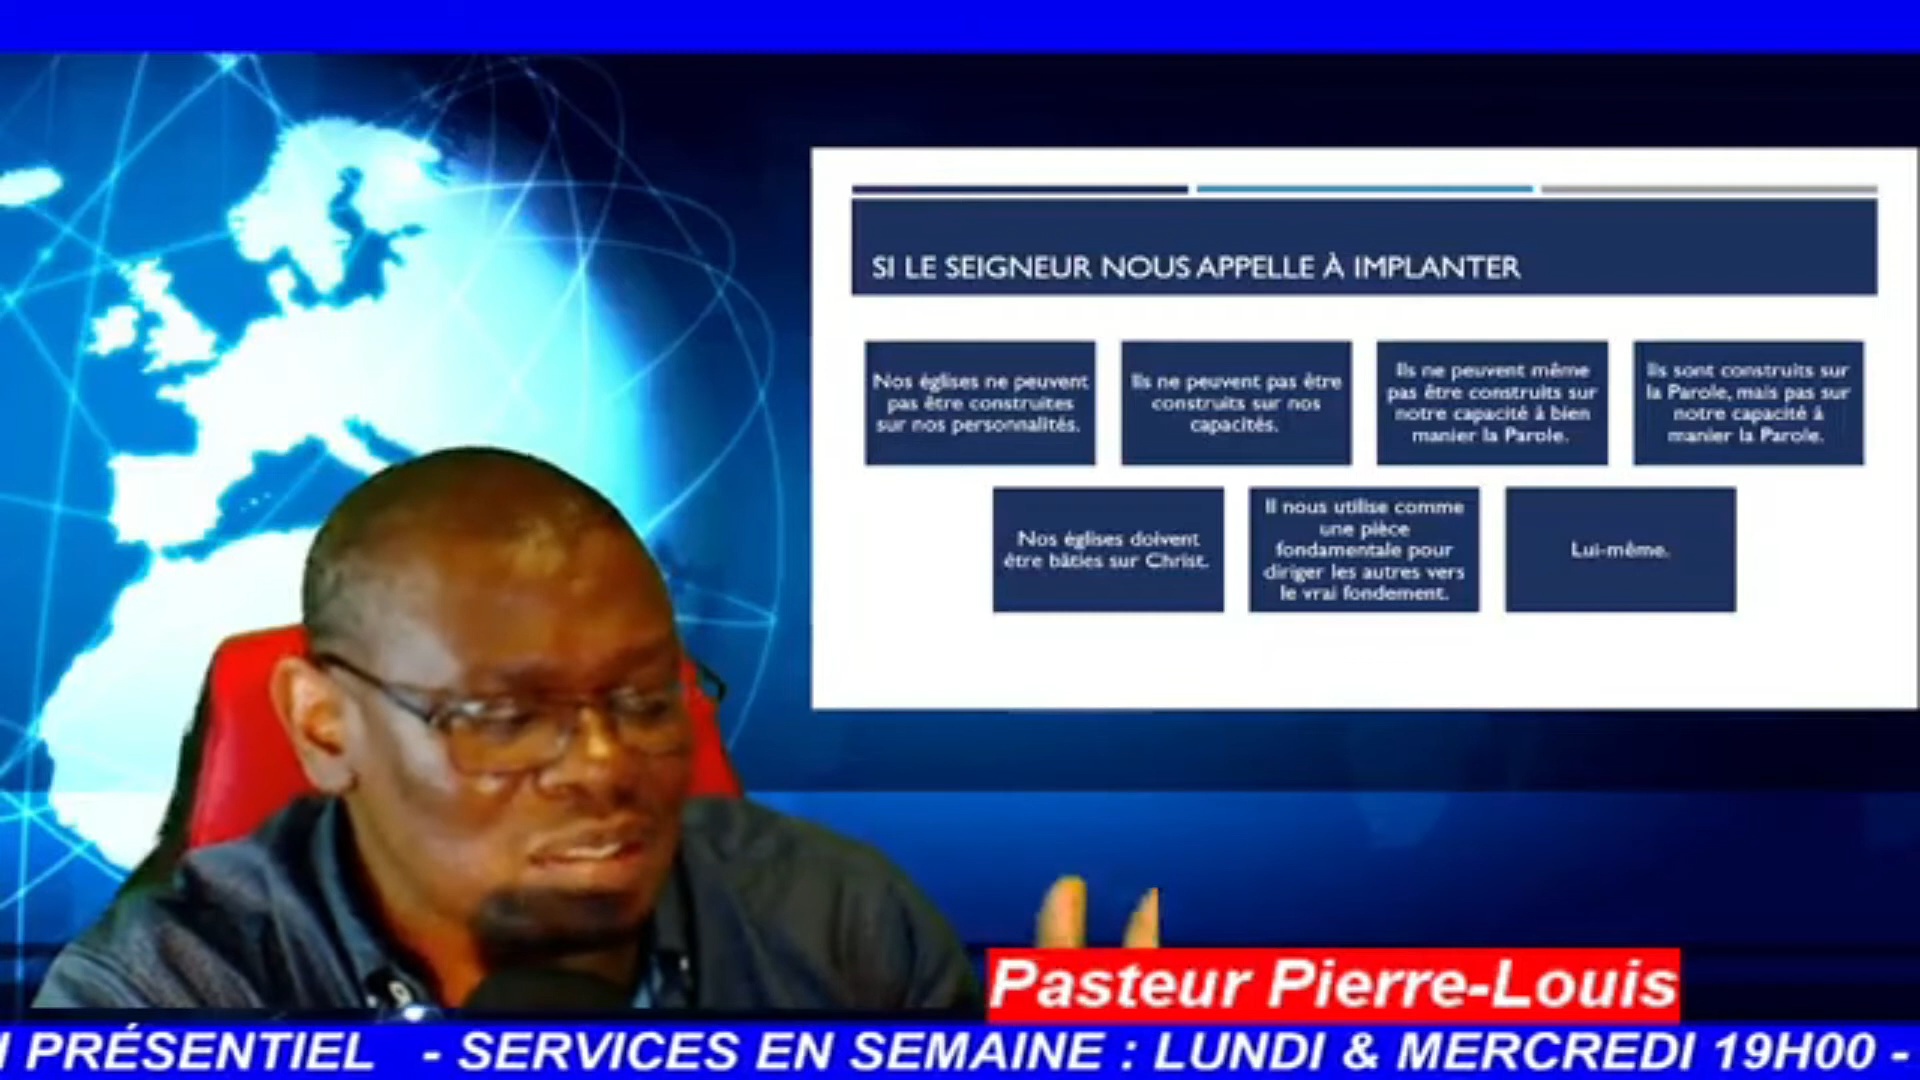 SI LE SEIGNEUR NOUS APPELLE À IMPLANTER
Nos églises ne peuvent
pas être construites
sur nos personnalités.
Ils ne peuvent pas être
construits sur nos
capacités.
Ils ne peuvent même
pas être construits sur
notre capacité à bien
manier la Parole.
Ils sont construits sur
la Parole, mais pas sur
notre capacité à
manier la Parole.
Nos églises doivent
être bâties sur Christ.
Il nous utilise comme
une pièce
fondamentale pour
diriger les autres vers
le vrai fondement.
Lui-même.
Pasteur Pierre-Louis
PRÉSENTIEL - SERVICES EN SEMAINE : LUNDI & MERCREDI 19H00 -